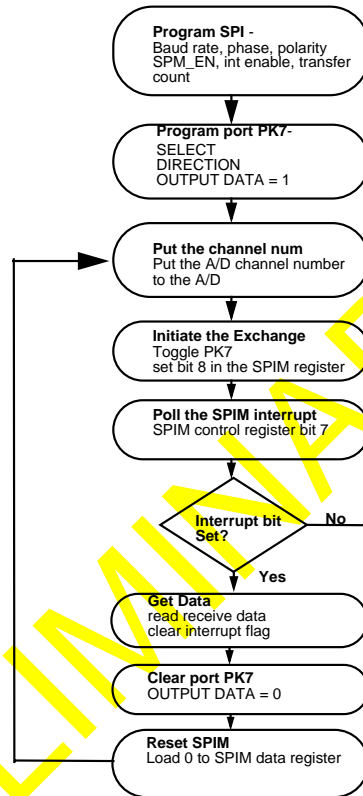 Program SPI -
Baud rate, phase, polarity
SPM_EN, int enable, transfer
count
Program port PK7-
SELECT
DIRECTION
OUTPUT DATA = 1
Put the channel num
Put the A/D channel number
to the A/D
Initiate the Exchange
Toggle PK7
set bit 8 in the SPIM register
Poll the SPIM interrupt
SPIM control register bit 7
Interrupt bit
Set?
No
Yes
Get Data
read receive data
clear interrupt flag
Clear port PK7
OUTPUT DATA = 0
Reset SPIM
Load 0 to SPIM data register